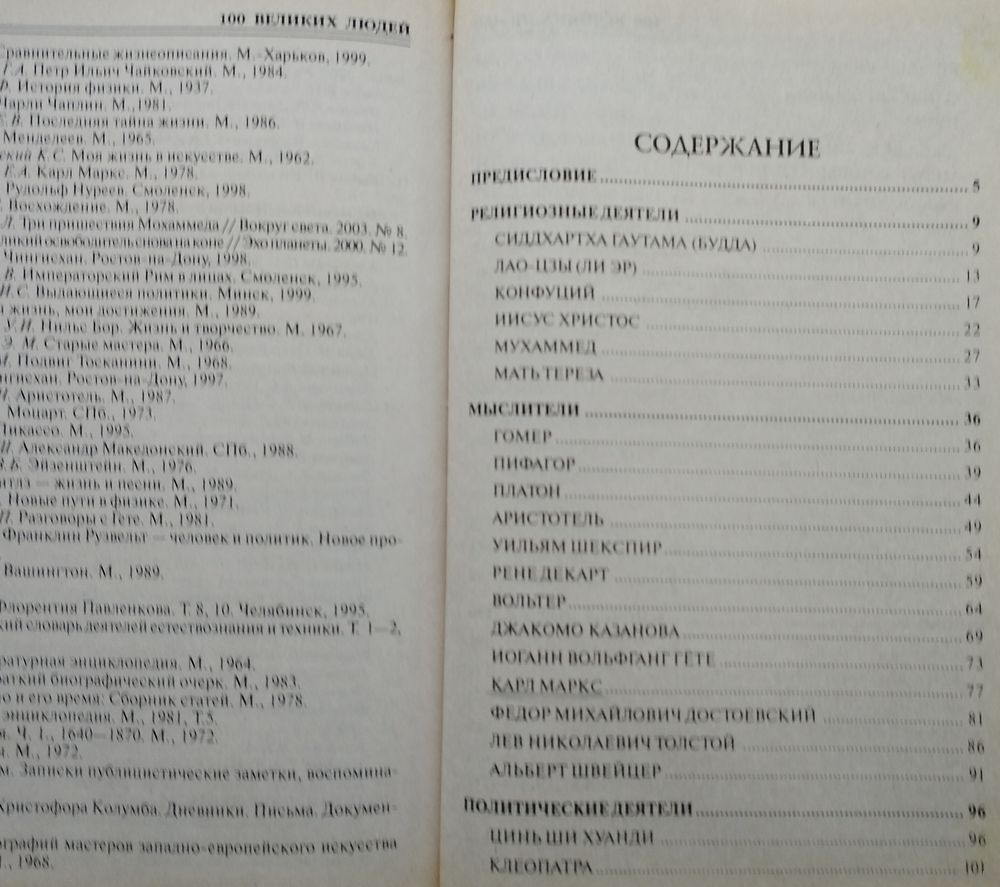 100 ВЕЛИКИХ ЛЮДЕЙ
Сравнительные жизнеописания. М.-Харьков, 1999.
Г.А. Петр Ильич Чайковский. М., 1984.
Ф. История физики. М., 1937.
Чарли Чаплин. М., 1981.
В. Последняя тайна жизни. М., 1986.
Менделеев. М., 1965.
ский К.С. Моя жизнь в искусстве. М., 1962.
Е.А. Карл Маркс. М., 1978.
Рудольф Нуреев. Смоленск, 1998.
Восхождение. М., 1978.
Л. Три пришествия Мохаммеда // Вокруг света. 2003. № 8.
ликий освободитель снова на коне // Эхо планеты. 2000. № 12.
Чингисхан. Ростов-на-Дону, 1998.
В. Императорский Рим в лицах. Смоленск, 1995.
И.С. Выдающиеся политики. Минск, 1999.
я жизнь, мои достижения. М., 1989.
У.И. Нильс Бор. Жизнь и творчество. М. 1967.
Э. М. Старые мастера. М., 1966.
М. Подвиг Тосканини. М., 1968.
нгисхан. Ростов-на-Дону, 1997.
Аристотель. М., 1987.
Моцарт. СПб., 1973.
Пикассо. М., 1995.
Александр Македонский. СПб., 1988.
В. Эйзенштейн. М., 1976.
итлз — жизнь и песни. М., 1989.
Новые пути в физике. М., 1971.
П. Разговоры с Гете. М., 1981.
Франклин Рузвельт — человек и политик. Новое про-
Вашингтон. М., 1989.
Флорентия Павленкова. Т. 8, 10. Челябинск, 1995.
кий словарь деятелей естествознания и техники. Т. 1—2,
ратурная энциклопедия. М., 1964.
раткий биографический очерк. М., 1983.
о и его время: Сборник статей. М., 1978.
энциклопедия. М., 1981, Т.5.
я. Ч. 1., 1640—1870. М., 1972.
а. М., 1972.
м. Записки публицистические заметки, воспомина-
Христофора Колумба. Дневники. Письма. Докумен-
ографий мастеров западно-европейского искусства
1., 1968.
СОДЕРЖАНИЕ
ПРЕДИСЛОВИЕ 5
РЕЛИГИОЗНЫЕ ДЕЯТЕЛИ 9
СИДДХАРТХА ГАУТАМА (БУДДА) 9
ЛАО-ЦЗЫ (ЛИ ЭР) 13
КОНФУЦИЙ 17
ИИСУС ХРИСТОС 22
МУХАММЕД 27
МАТЬ ТЕРЕЗА 33
МЫСЛИТЕЛИ 36
ГОМЕР 36
ПИФАГОР 39
ПЛАТОН 44
АРИСТОТЕЛЬ 49
УИЛЬЯМ ШЕКСПИР 54
РЕНЕ ДЕКАРТ 59
ВОЛЬТЕР 64
ДЖАКОМО КАЗАНОВА 69
ИОГАНН ВОЛЬФГАНГ ГЕТЕ 73
КАРЛ МАРКС 77
ФЕДОР МИХАЙЛОВИЧ ДОСТОЕВСКИЙ 81
ЛЕВ НИКОЛАЕВИЧ ТОЛСТОЙ 86
АЛЬБЕРТ ШВЕЙЦЕР 91
ПОЛИТИЧЕСКИЕ ДЕЯТЕЛИ 96
ЦИНЬ ШИ ХУАНДИ 96
КЛЕОПАТРА 101